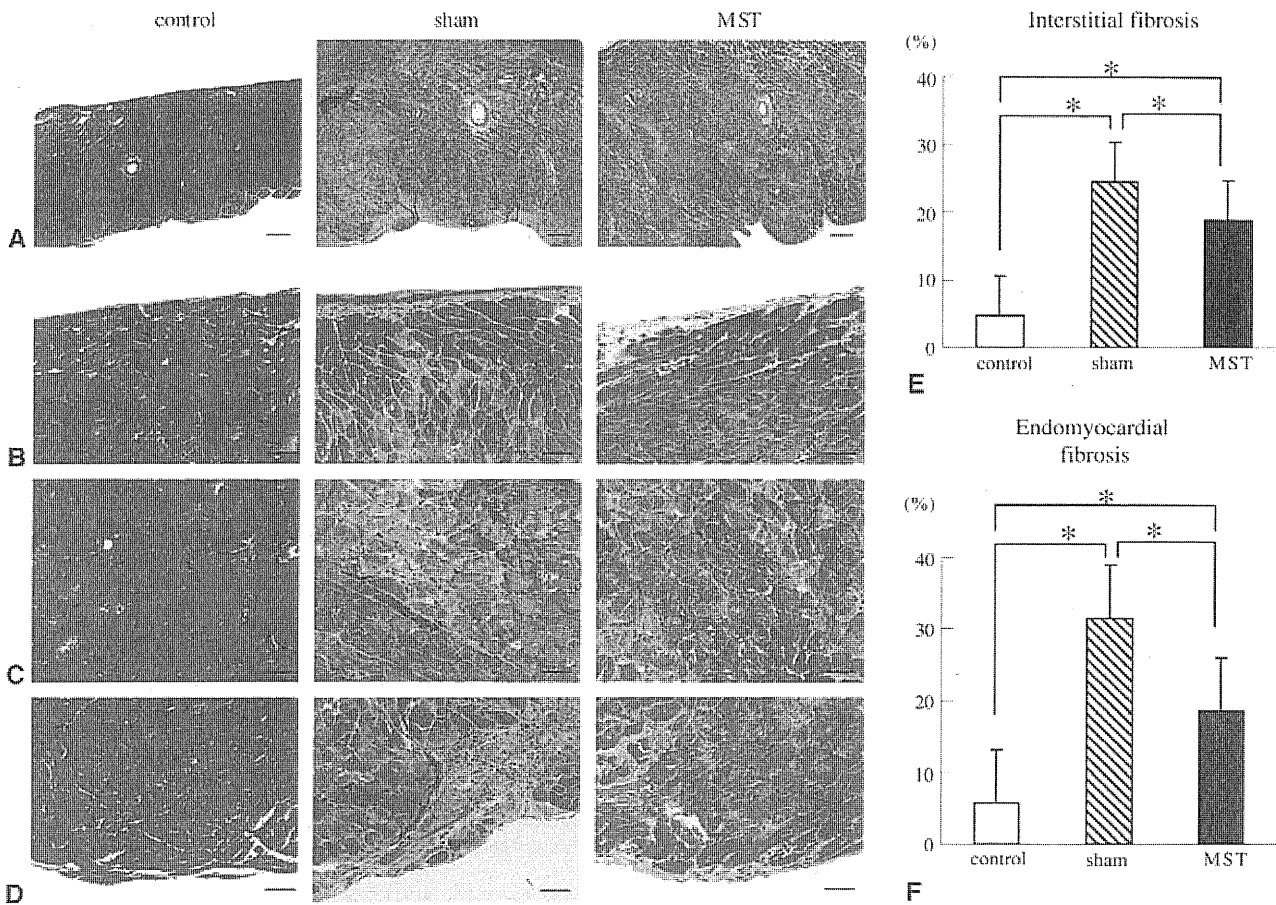 control sham MST
A
B
C
D
Interstitial fibrosis
(%)
40
30
20
10
0
* * *
control sham MST
E
Endomyocardial
fibrosis
(%)
40
30
20
10
0
* * *
control sham MST
F